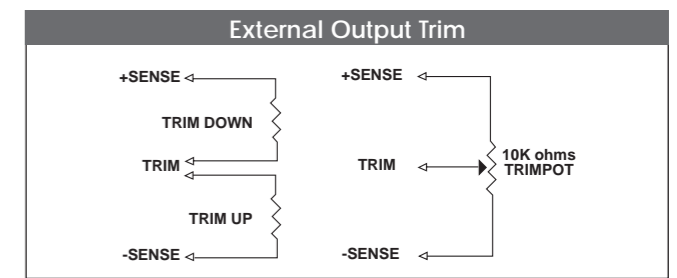 External Output Trim
+SENSE
TRIM DOWN
TRIM
TRIM UP
-SENSE
+SENSE
TRIM
10K ohms
TRIMPOT
-SENSE